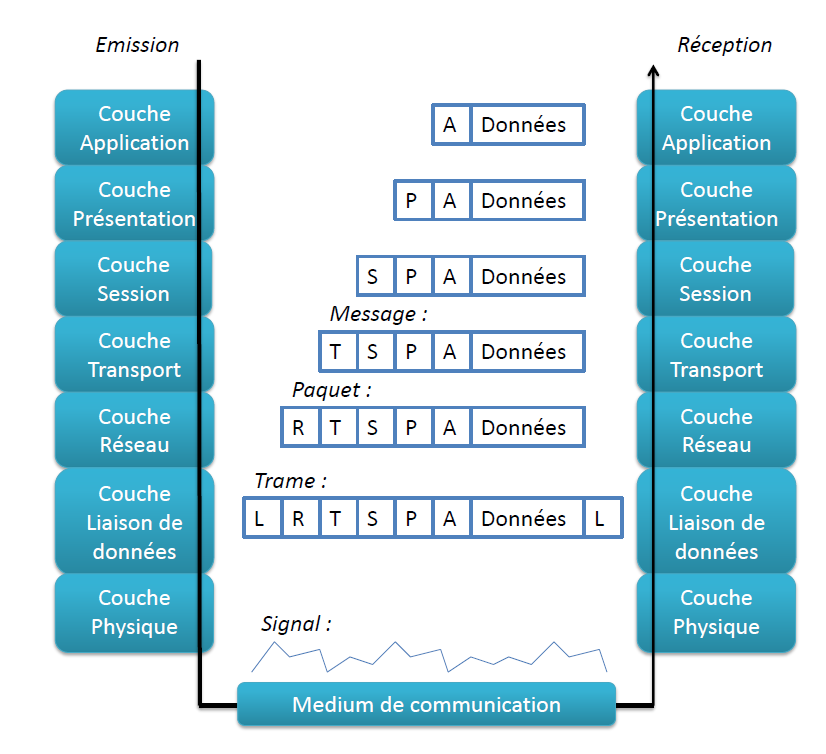 Emission
Réception
Couche
Application
A Données
Couche
Application
Couche
Présentation
P A Données
Couche
Présentation
Couche
Session
S P A Données
Couche
Session
Message :
Couche
Transport
T S P A Données
Couche
Transport
Paquet :
Couche
Réseau
R T S P A Données
Couche
Réseau
Trame :
Couche
Liaison de
données
L R T S P A Données L
Couche
Liaison de
données
Couche
Physique
Signal :
Couche
Physique
Medium de communication